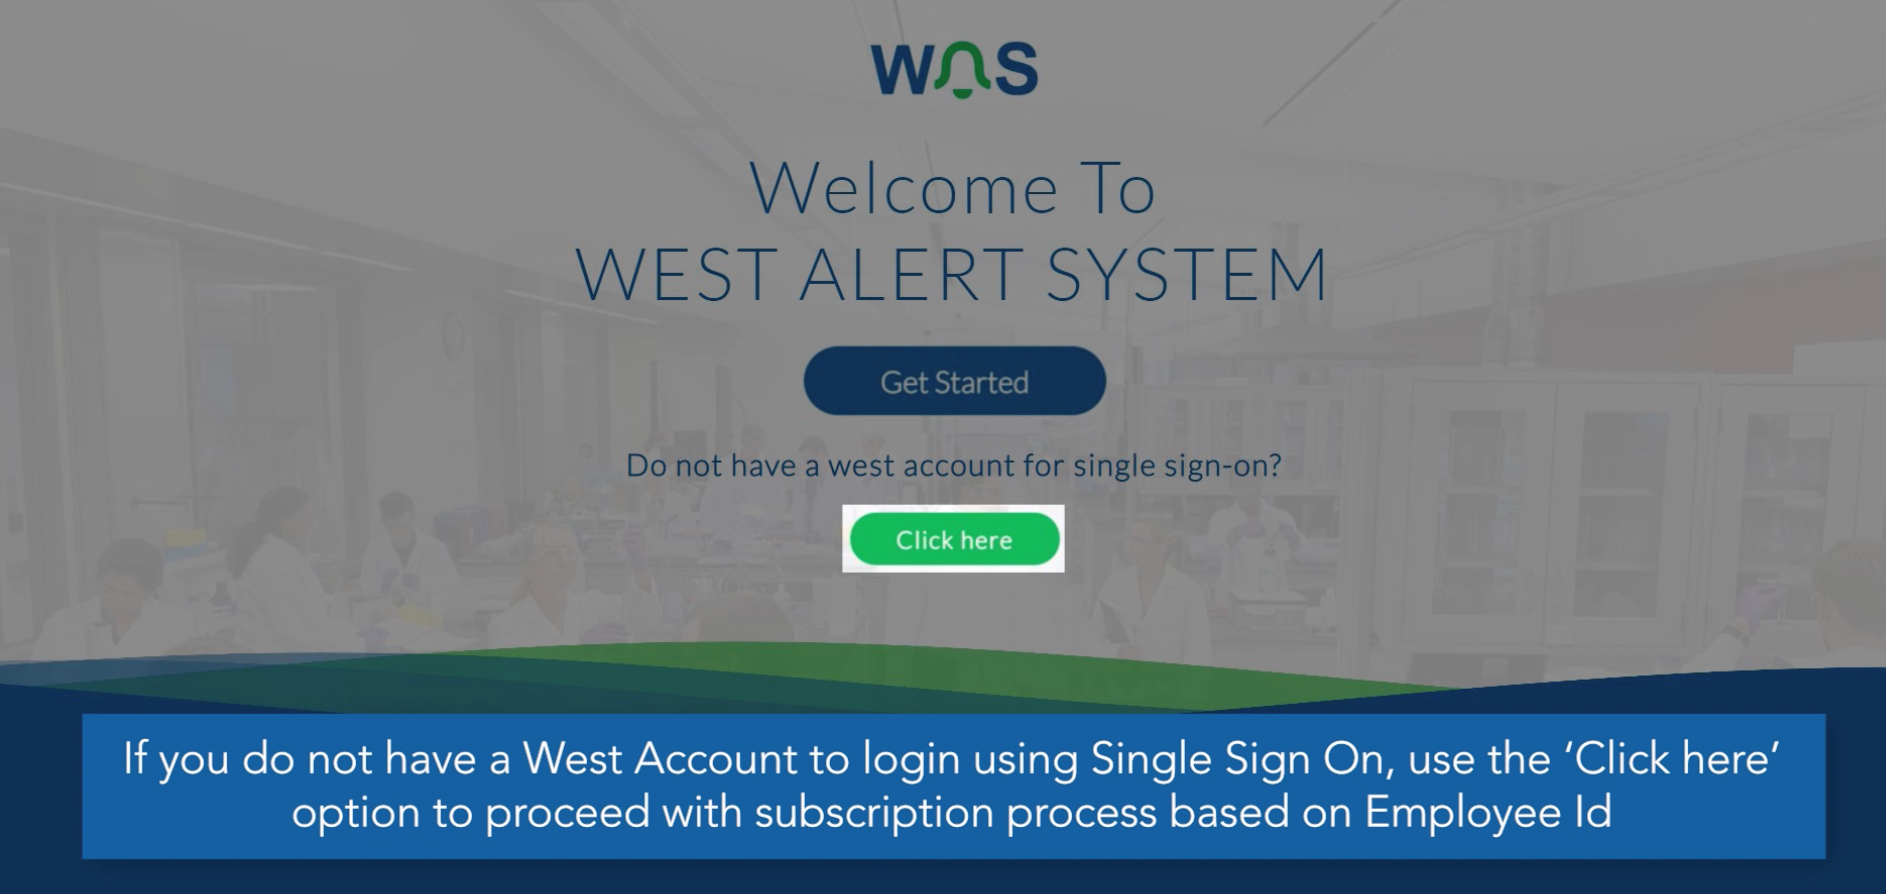 WAS
Welcome To
WEST ALERT SYSTEM
Get Started
Do not have a west account for single sign-on?
Click here
If you do not have a West Account to login using Single Sign On, use the ‘Click here’
option to proceed with subscription process based on Employee Id